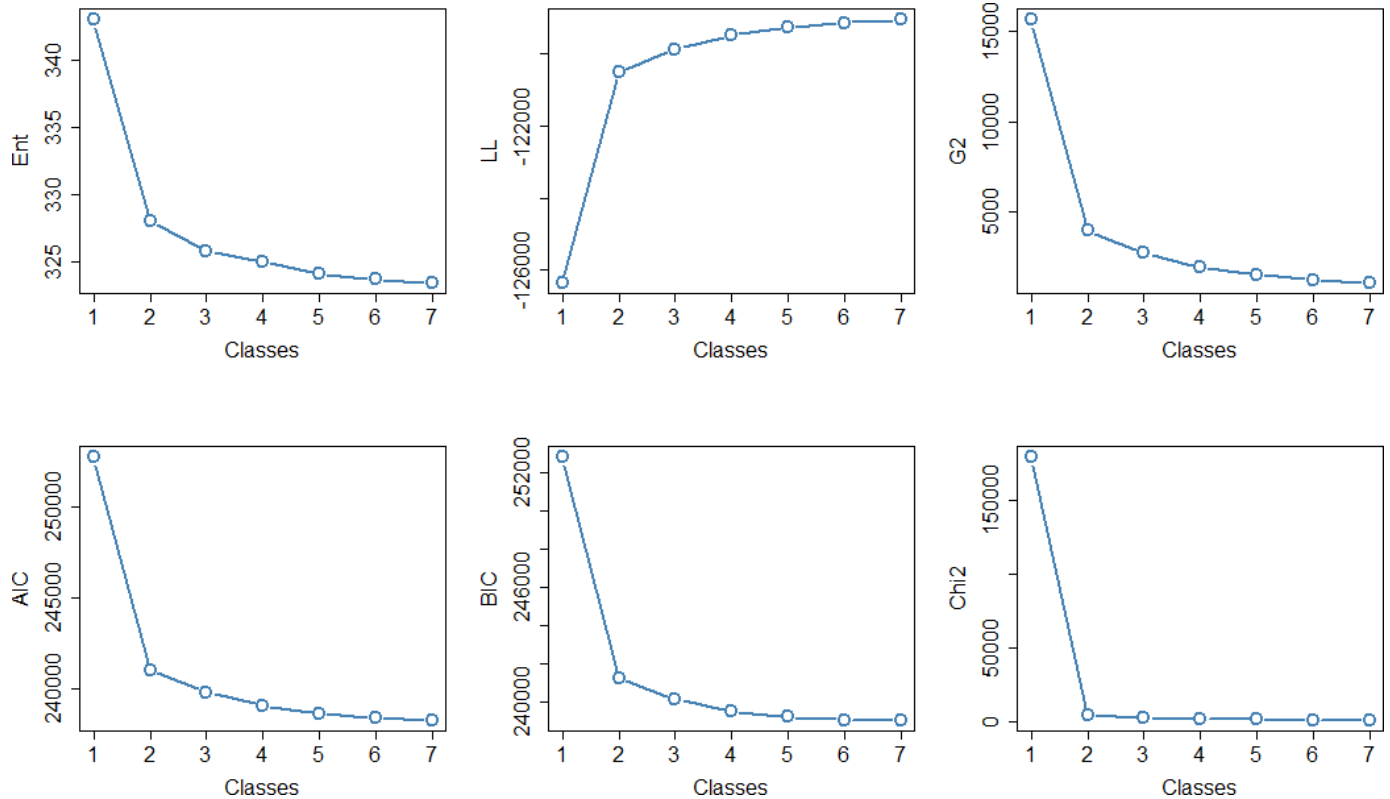 Ent
340
335
330
325
1 2 3 4 5 6 7
Classes
LL
-122000
-126000
1 2 3 4 5 6 7
Classes
G2
15000
10000
5000
1 2 3 4 5 6 7
Classes
AIC
250000
245000
240000
1 2 3 4 5 6 7
Classes
BIC
252000
246000
240000
1 2 3 4 5 6 7
Classes
Chi2
150000
50000
0
1 2 3 4 5 6 7
Classes